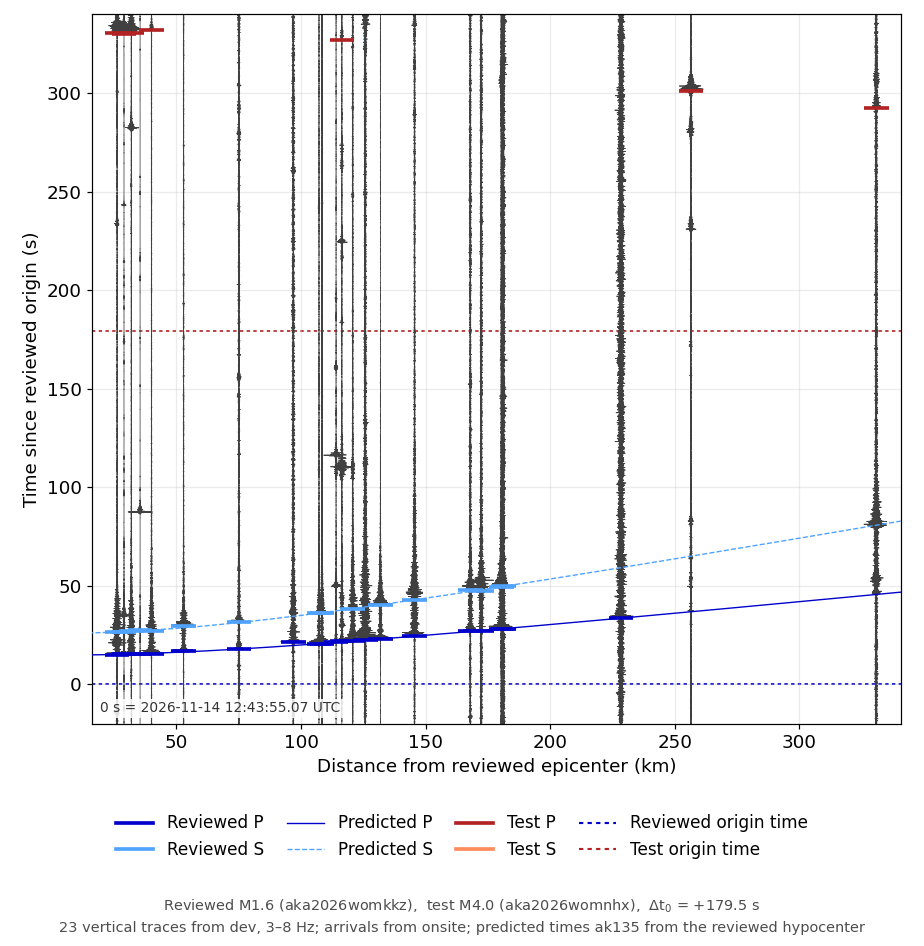 300
250
200
150
100
50
0
Time since reviewed origin (s)
0 s = 2026-11-14 12:43:55.07 UTC
50 100 150 200 250 300
Distance from reviewed epicenter (km)
Reviewed P Predicted P Test P Reviewed origin time
Reviewed S Predicted S Test S Test origin time
Reviewed M1.6 (aka2026womkkz), test M4.0 (aka2026womnhx), Δt₀ = +179.5 s
23 vertical traces from dev, 3–8 Hz; arrivals from onsite; predicted times ak135 from the reviewed hypocenter